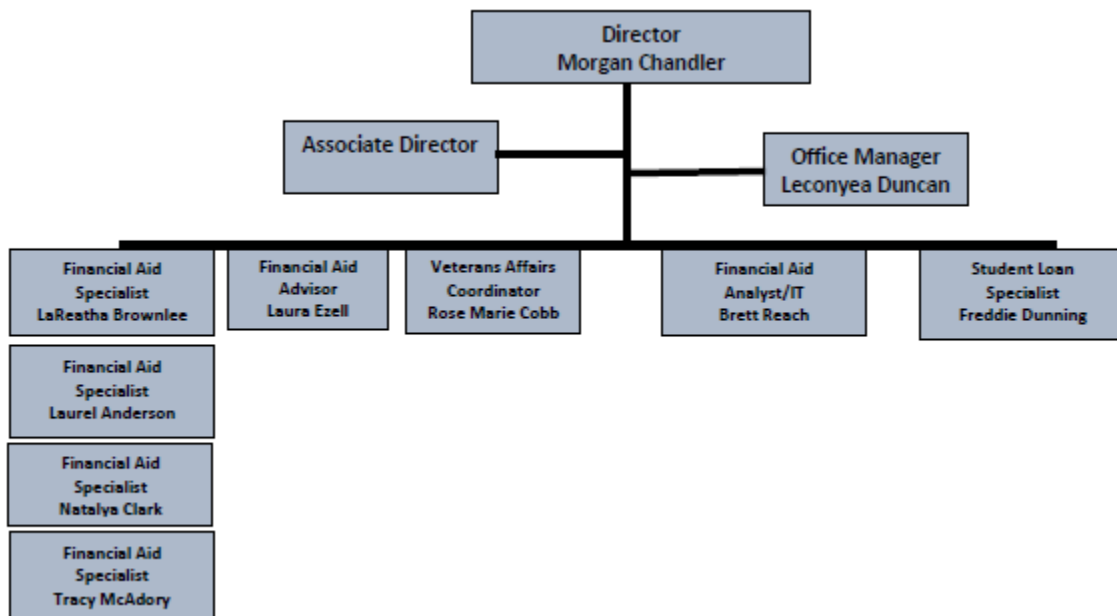 Director
Morgan Chandler
Associate Director
Office Manager
Leconyea Duncan
Financial Aid
Specialist
LaReatha Brownlee
Financial Aid
Advisor
Laura Ezell
Veterans Affairs
Coordinator
Rose Marie Cobb
Financial Aid
Analyst/IT
Brett Reach
Student Loan
Specialist
Freddie Dunning
Financial Aid
Specialist
Laurel Anderson
Financial Aid
Specialist
Natalya Clark
Financial Aid
Specialist
Tracy McAdory